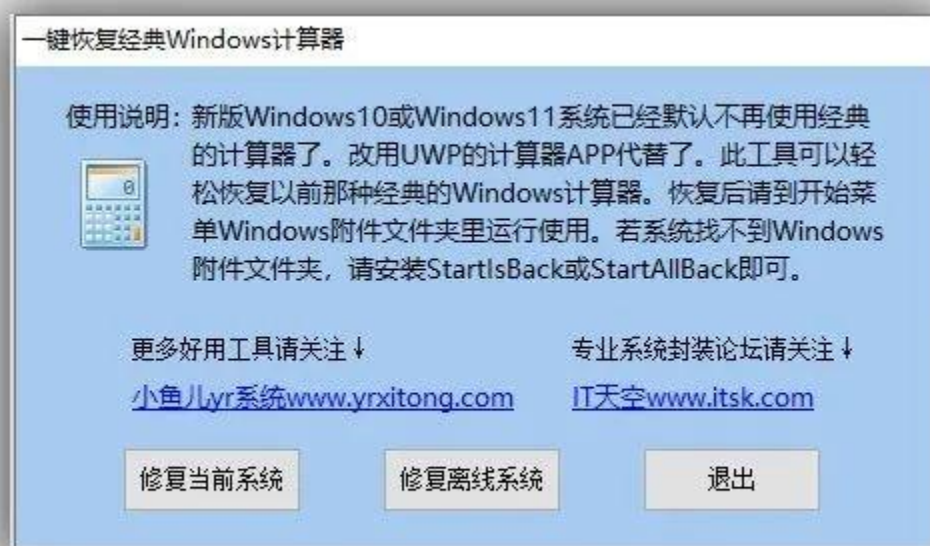 一键恢复经典Windows计算器
使用说明：新版Windows10或Windows11系统已经默认不再使用经典
的计算器了。改用UWP的计算器APP代替了。此工具可以轻
松恢复以前那种经典的Windows计算器。恢复后请到开始菜
单Windows附件文件夹里运行使用。若系统找不到Windows
附件文件夹，请安装StartIsBack或StartAllBack即可。
0
更多好用工具请关注↓ 专业系统封装论坛请关注↓
小鱼儿yr系统www.yrxitong.com IT天空www.itsk.com
修复当前系统 修复离线系统 退出